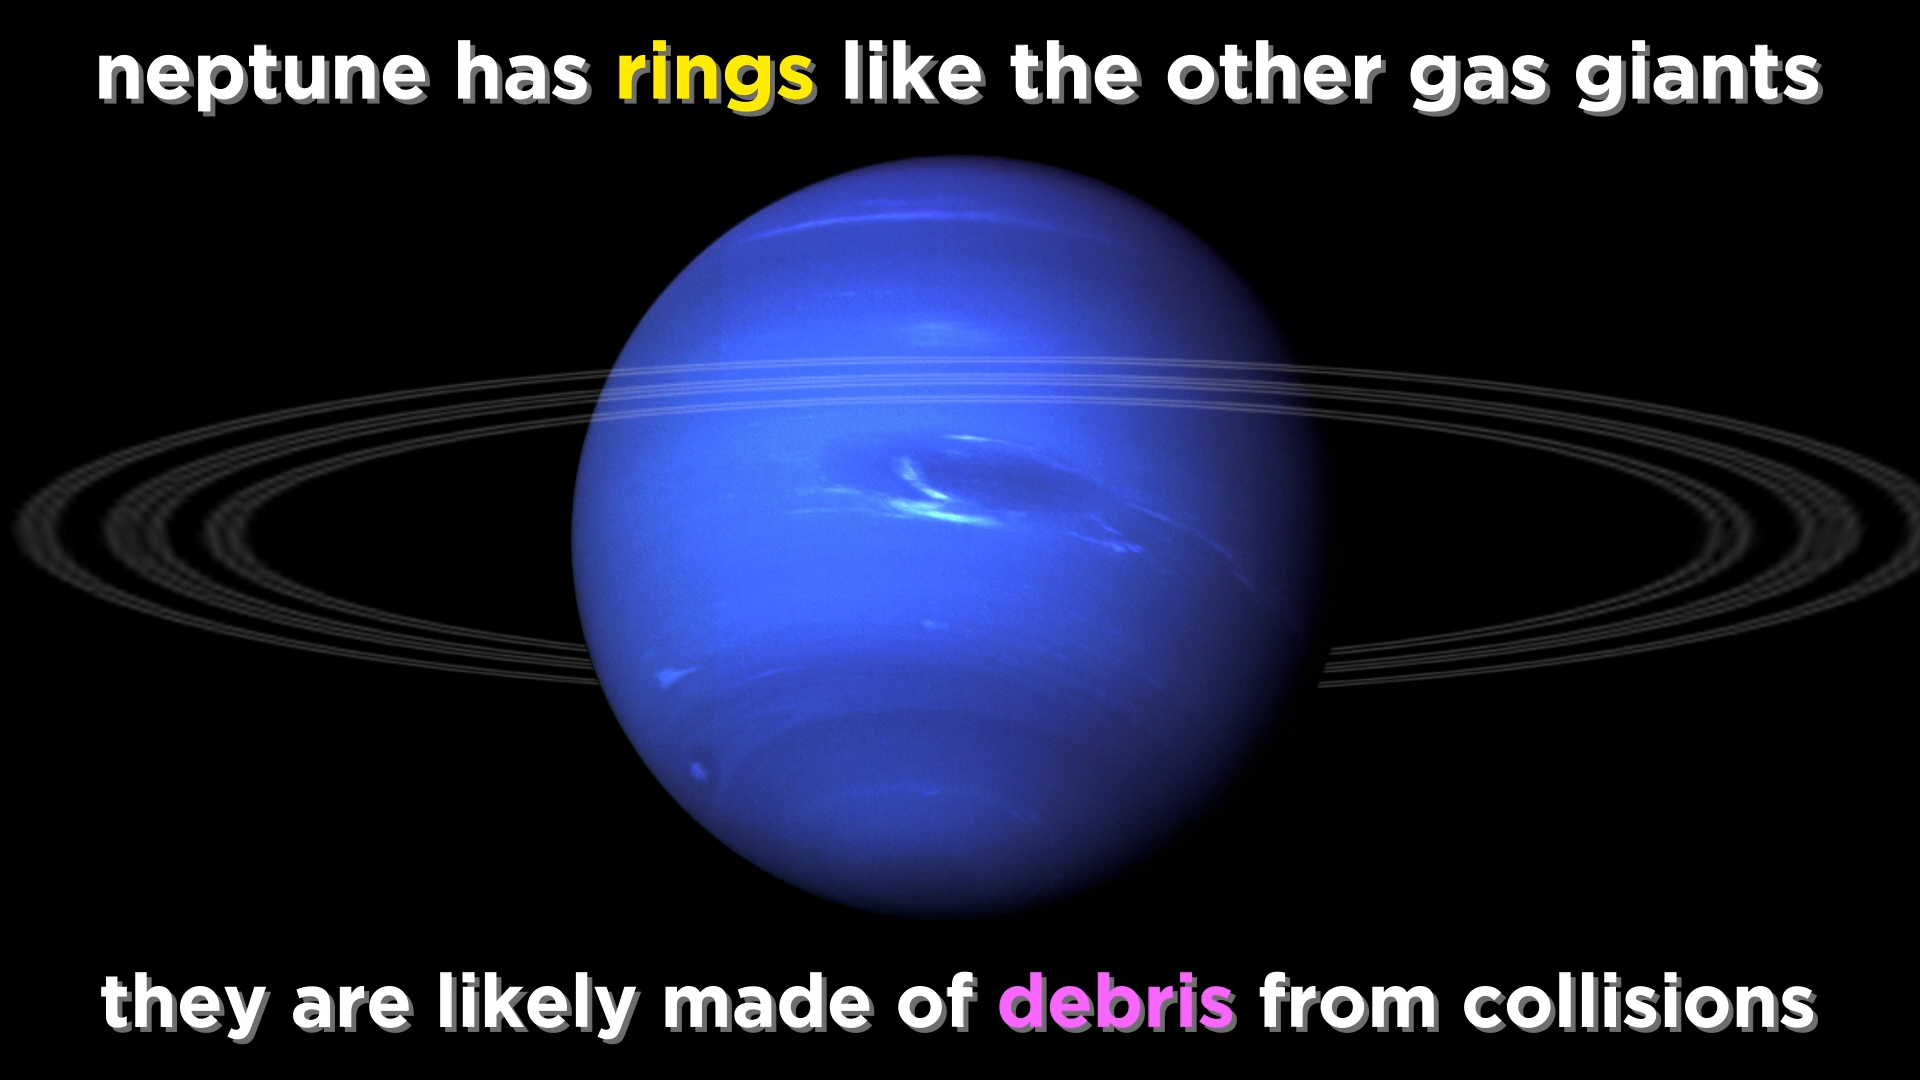 neptune has rings like the other gas giants
they are likely made of debris from collisions